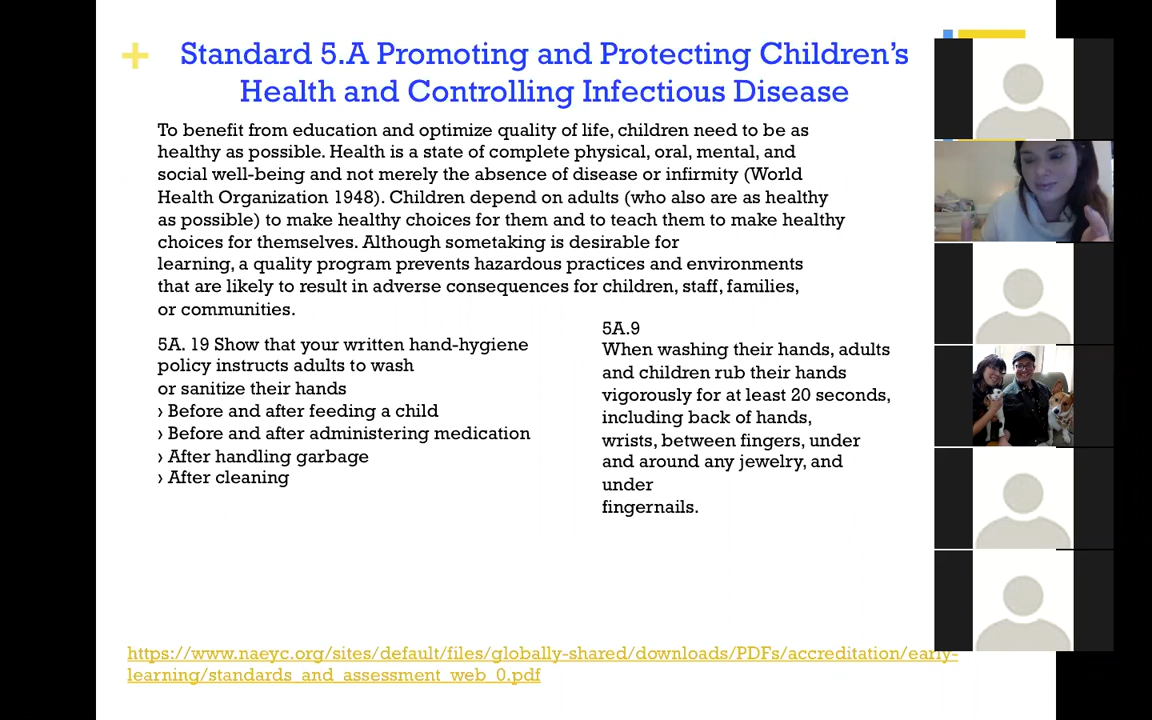 +
Standard 5.A Promoting and Protecting Children's
Health and Controlling Infectious Disease
To benefit from education and optimize quality of life, children need to be as
healthy as possible. Health is a state of complete physical, oral, mental, and
social well-being and not merely the absence of disease or infirmity (World
Health Organization 1948). Children depend on adults (who also are as healthy
as possible) to make healthy choices for them and to teach them to make healthy
choices for themselves. Although sometaking is desirable for
learning, a quality program prevents hazardous practices and environments
that are likely to result in adverse consequences for children, staff, families,
or communities.
5A. 19 Show that your written hand-hygiene
policy instructs adults to wash
or sanitize their hands
› Before and after feeding a child
› Before and after administering medication
› After handling garbage
› After cleaning
5A.9
When washing their hands, adults
and children rub their hands
vigorously for at least 20 seconds,
including back of hands,
wrists, between fingers, under
and around any jewelry, and
under
fingernails.
https://www.naeyc.org/sites/default/files/globally-shared/downloads/PDFs/accreditation/early-
learning/standards_and_assessment_web_0.pdf